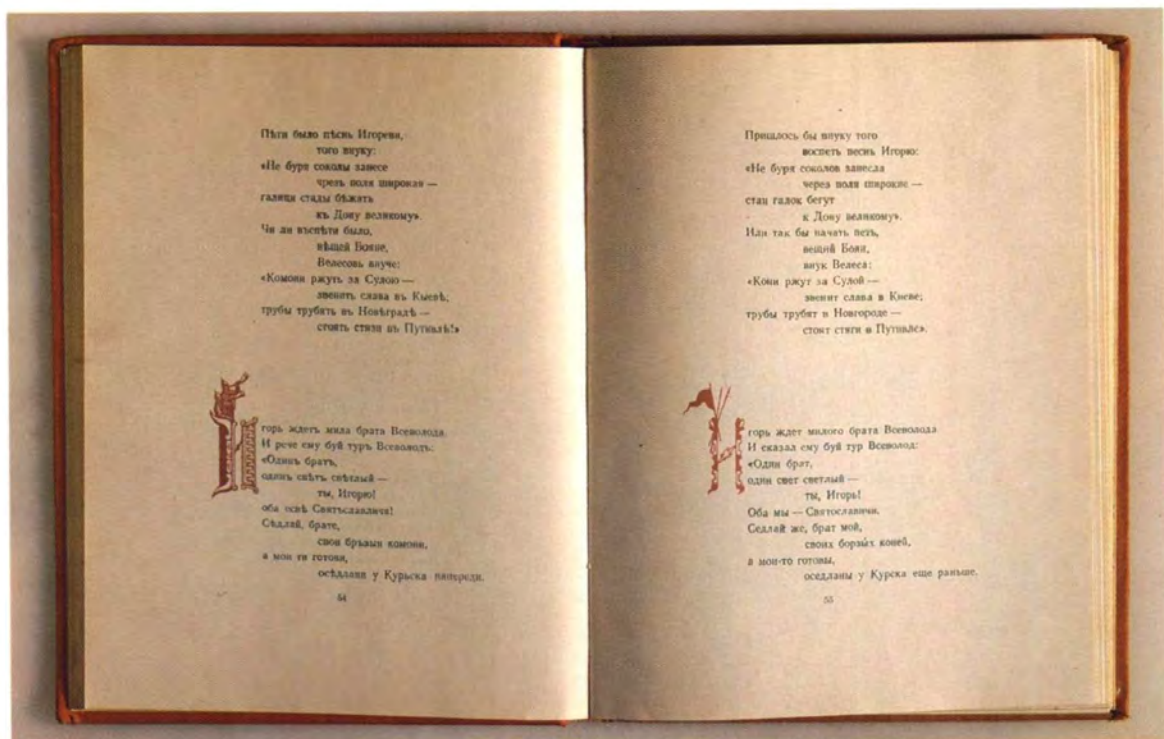 Пѣти было пѣснь Игореви,
того внуку:
«Не буря соколы занесе
чрезъ поля широкая —
галици стады бѣжать
къ Дону великому».
Чи ли въспѣти было,
вѣщей Бояне,
Велесовь внуче:
«Комони ржуть за Сулою —
звенить слава въ Кыевѣ;
трубы трубять въ Новѣградѣ —
стоять стязи въ Путивлѣ!»
Игорь ждетъ мила брата Всеволода.
И рече ему буй туръ Всеволодъ:
«Одинъ братъ,
одинъ свѣтъ свѣтлый —
ты, Игорю!
оба есвѣ Святъславличя!
Сѣдлай, брате,
свои бръзыи комони,
а мои ти готови,
осѣдлани у Курьска напереди.
54
Пришлось бы внуку того
воспеть песнь Игорю:
«Не буря соколов занесла
через поля широкие —
стаи галок бегут
к Дону великому».
Или так бы начать петь,
вещий Боян,
внук Велеса:
«Кони ржут за Сулой —
звенит слава в Киеве;
трубы трубят в Новгороде —
стоят стяги в Путивле».
Игорь ждет милого брата Всеволода
И сказал ему буй тур Всеволод:
«Один брат,
один свет светлый —
ты, Игорь!
Оба мы — Святославичи.
Седлай же, брат мой,
своих борзы́х коней,
а мои-то готовы,
оседланы у Курска еще раньше.
55